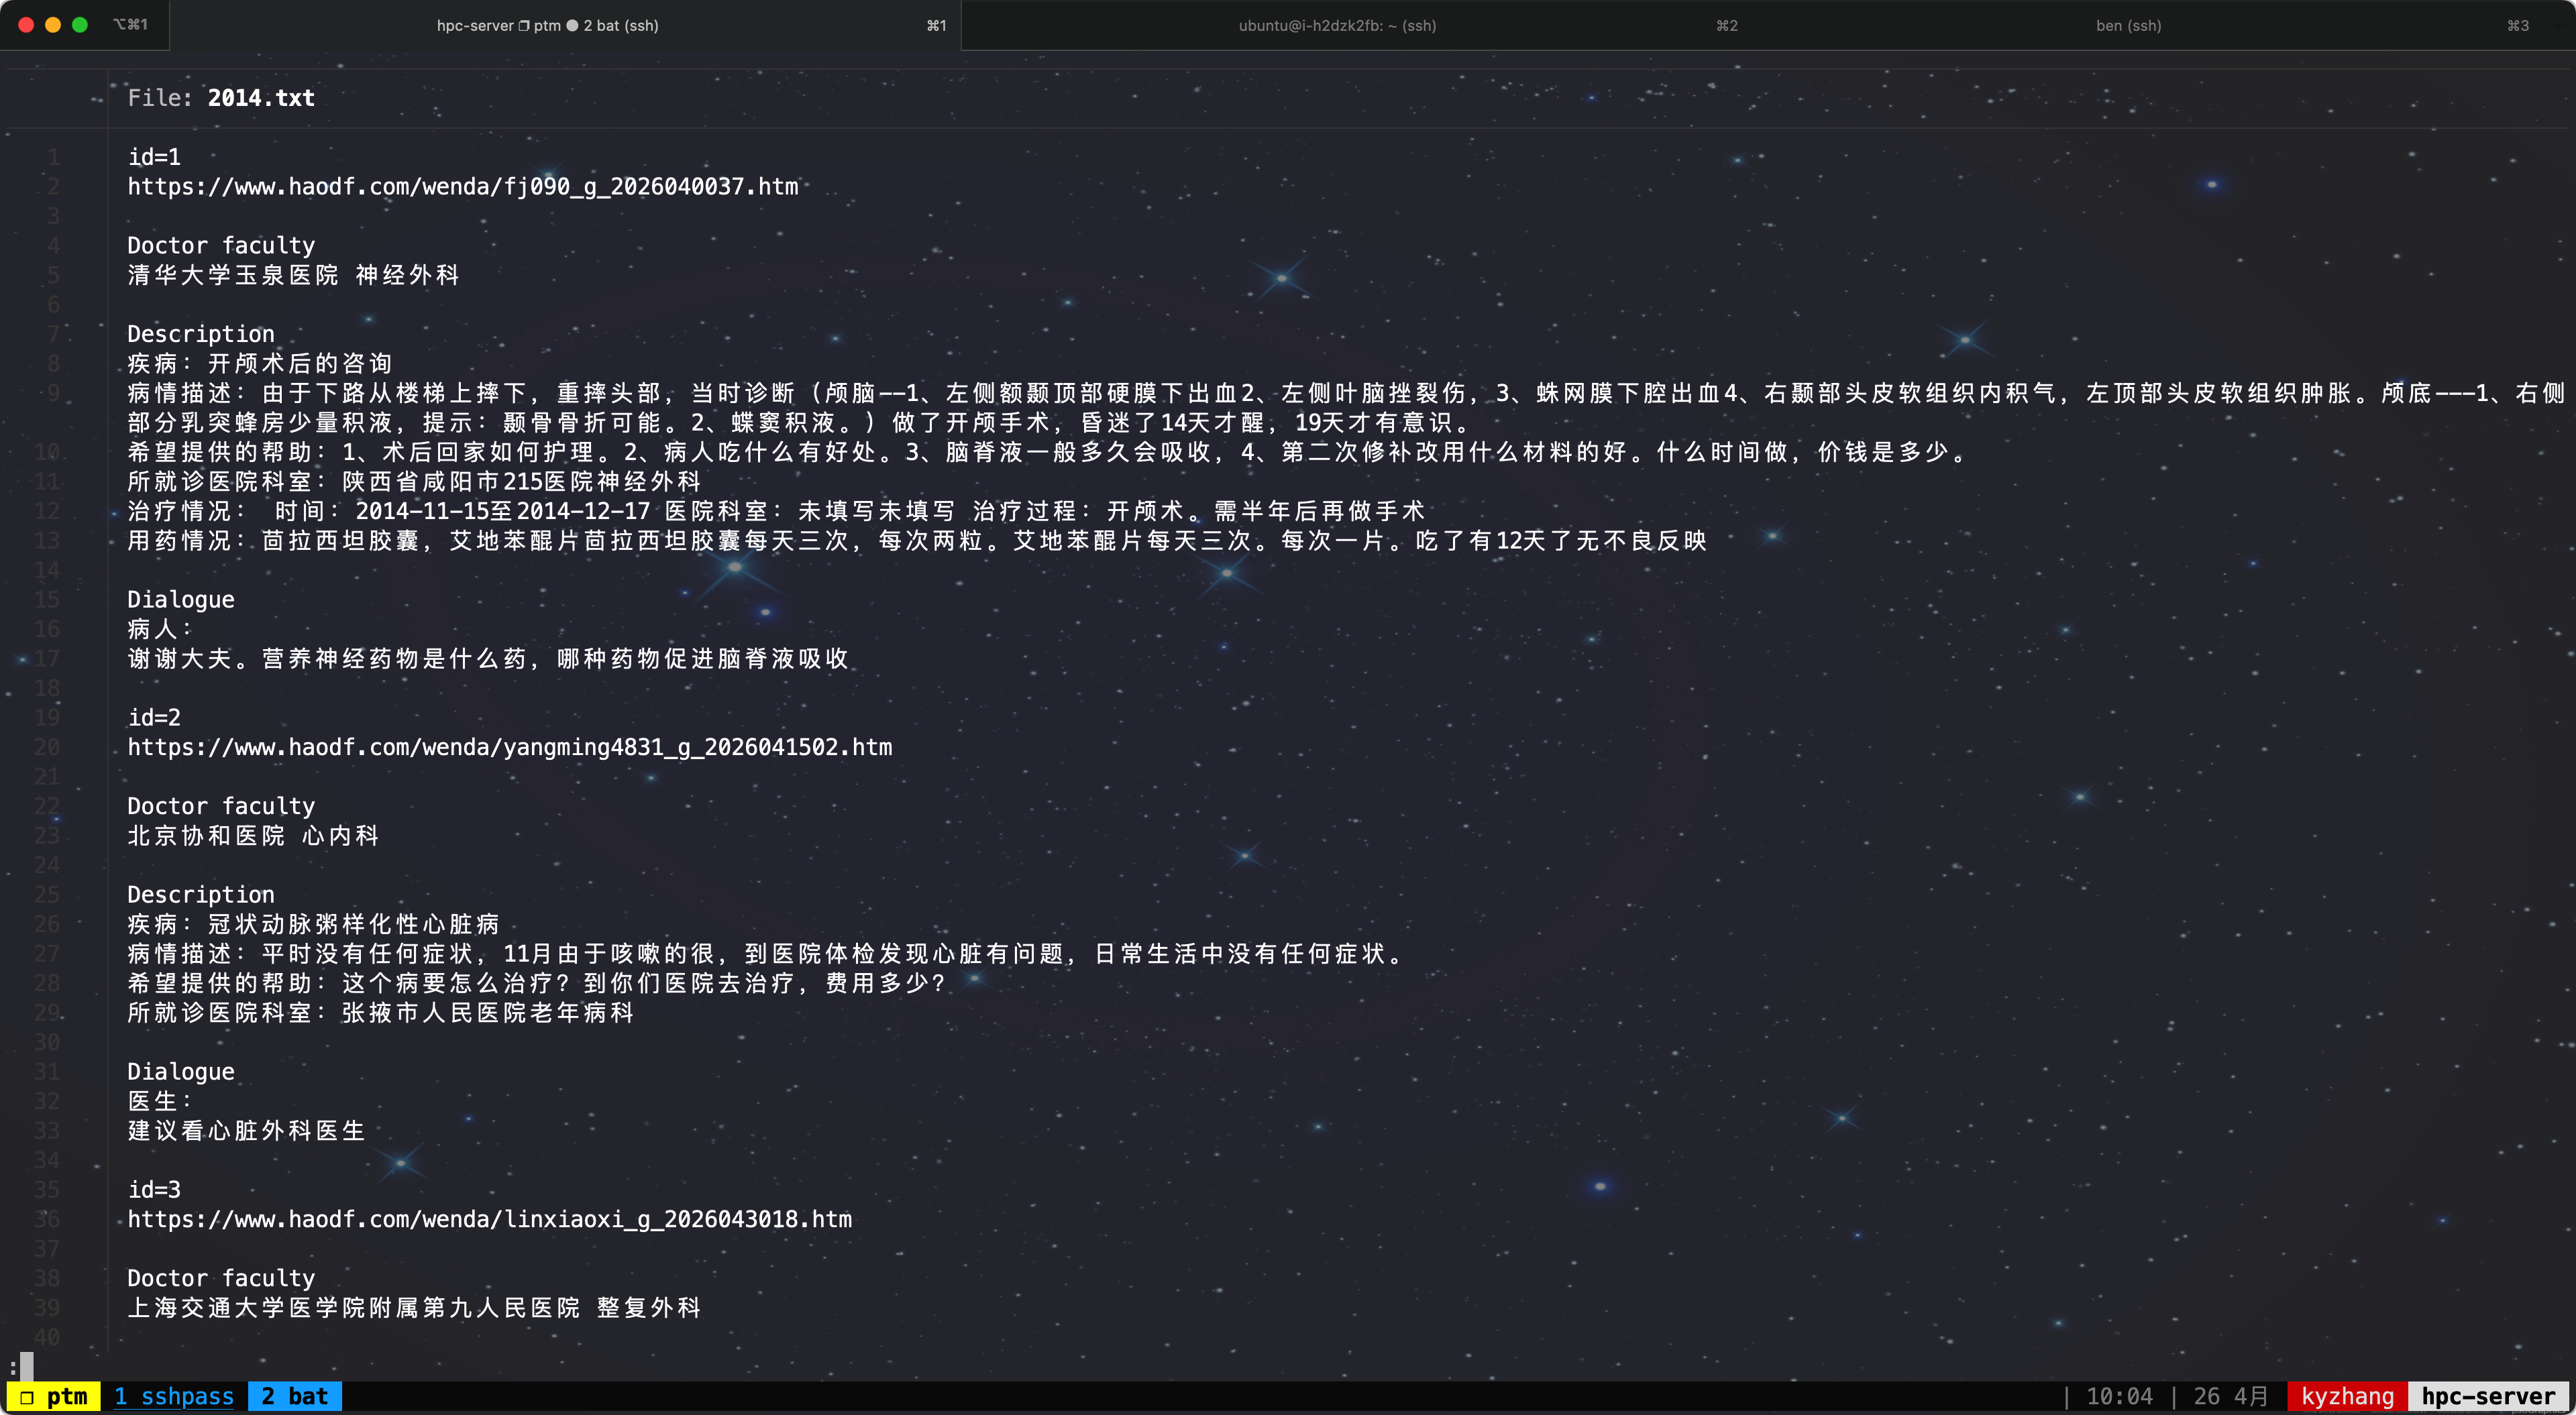 ⌥⌘1 hpc-server ❐ ptm ● 2 bat (ssh) ⌘1 ubuntu@i-h2dzk2fb: ~ (ssh) ⌘2 ben (ssh) ⌘3
File: 2014.txt
1 id=1
2 https://www.haodf.com/wenda/fj090_g_2026040037.htm
3
4 Doctor faculty
5 清华大学玉泉医院 神经外科
6
7 Description
8 疾病：开颅术后的咨询
9 病情描述：由于下路从楼梯上摔下，重摔头部，当时诊断（颅脑--1、左侧额颞顶部硬膜下出血2、左侧叶脑挫裂伤，3、蛛网膜下腔出血4、右颞部头皮软组织内积气，左顶部头皮软组织肿胀。颅底---1、右侧
部分乳突蜂房少量积液，提示：颞骨骨折可能。2、蝶窦积液。）做了开颅手术，昏迷了14天才醒，19天才有意识。
10 希望提供的帮助：1、术后回家如何护理。2、病人吃什么有好处。3、脑脊液一般多久会吸收，4、第二次修补改用什么材料的好。什么时间做，价钱是多少。
11 所就诊医院科室：陕西省咸阳市215医院神经外科
12 治疗情况： 时间：2014-11-15至2014-12-17 医院科室：未填写未填写 治疗过程：开颅术。需半年后再做手术
13 用药情况：茴拉西坦胶囊，艾地苯醌片茴拉西坦胶囊每天三次，每次两粒。艾地苯醌片每天三次。每次一片。吃了有12天了无不良反映
14
15 Dialogue
16 病人：
17 谢谢大夫。营养神经药物是什么药，哪种药物促进脑脊液吸收
18
19 id=2
20 https://www.haodf.com/wenda/yangming4831_g_2026041502.htm
21
22 Doctor faculty
23 北京协和医院 心内科
24
25 Description
26 疾病：冠状动脉粥样化性心脏病
27 病情描述：平时没有任何症状，11月由于咳嗽的很，到医院体检发现心脏有问题，日常生活中没有任何症状。
28 希望提供的帮助：这个病要怎么治疗？到你们医院去治疗，费用多少？
29 所就诊医院科室：张掖市人民医院老年病科
30
31 Dialogue
32 医生：
33 建议看心脏外科医生
34
35 id=3
36 https://www.haodf.com/wenda/linxiaoxi_g_2026043018.htm
37
38 Doctor faculty
39 上海交通大学医学院附属第九人民医院 整复外科
40
:
❐ ptm 1 sshpass 2 bat | 10:04 | 26 4月 kyzhang hpc-server